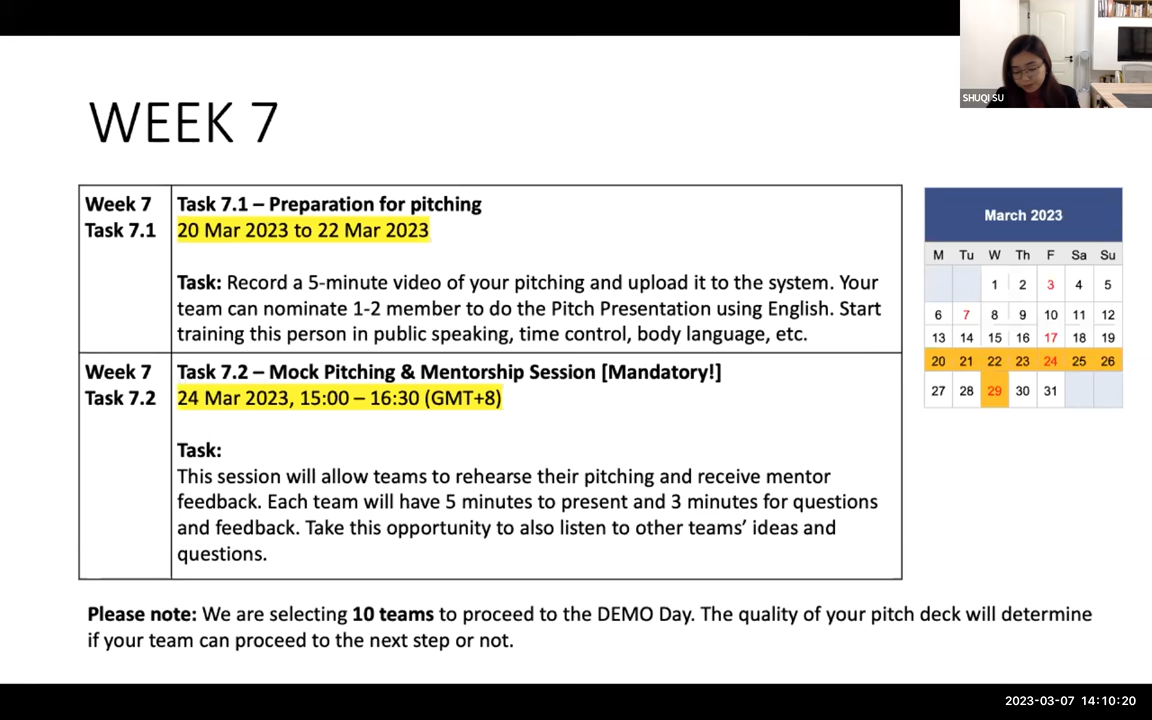 SHUQI SU
WEEK 7
Week 7
Task 7.1
Task 7.1 – Preparation for pitching
20 Mar 2023 to 22 Mar 2023
Task: Record a 5-minute video of your pitching and upload it to the system. Your
team can nominate 1-2 member to do the Pitch Presentation using English. Start
training this person in public speaking, time control, body language, etc.
Week 7
Task 7.2
Task 7.2 – Mock Pitching & Mentorship Session [Mandatory!]
24 Mar 2023, 15:00 – 16:30 (GMT+8)
Task:
This session will allow teams to rehearse their pitching and receive mentor
feedback. Each team will have 5 minutes to present and 3 minutes for questions
and feedback. Take this opportunity to also listen to other teams’ ideas and
questions.
March 2023
M Tu W Th F Sa Su
1 2 3 4 5
6 7 8 9 10 11 12
13 14 15 16 17 18 19
20 21 22 23 24 25 26
27 28 29 30 31
Please note: We are selecting 10 teams to proceed to the DEMO Day. The quality of your pitch deck will determine
if your team can proceed to the next step or not.
2023-03-07 14:10:20